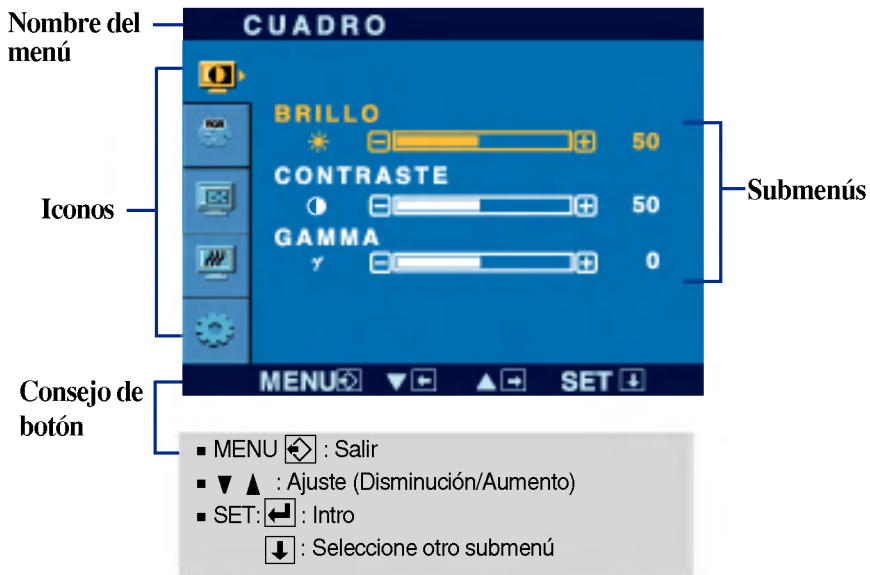 Nombre del
menú
CUADRO
BRILLO
50
CONTRASTE
50
GAMMA
0
Iconos
Submenús
MENU ▼ ▲ SET
Consejo de
botón
▪ MENU : Salir
▪ ▼ ▲ : Ajuste (Disminución/Aumento)
▪ SET: : Intro
: Seleccione otro submenú